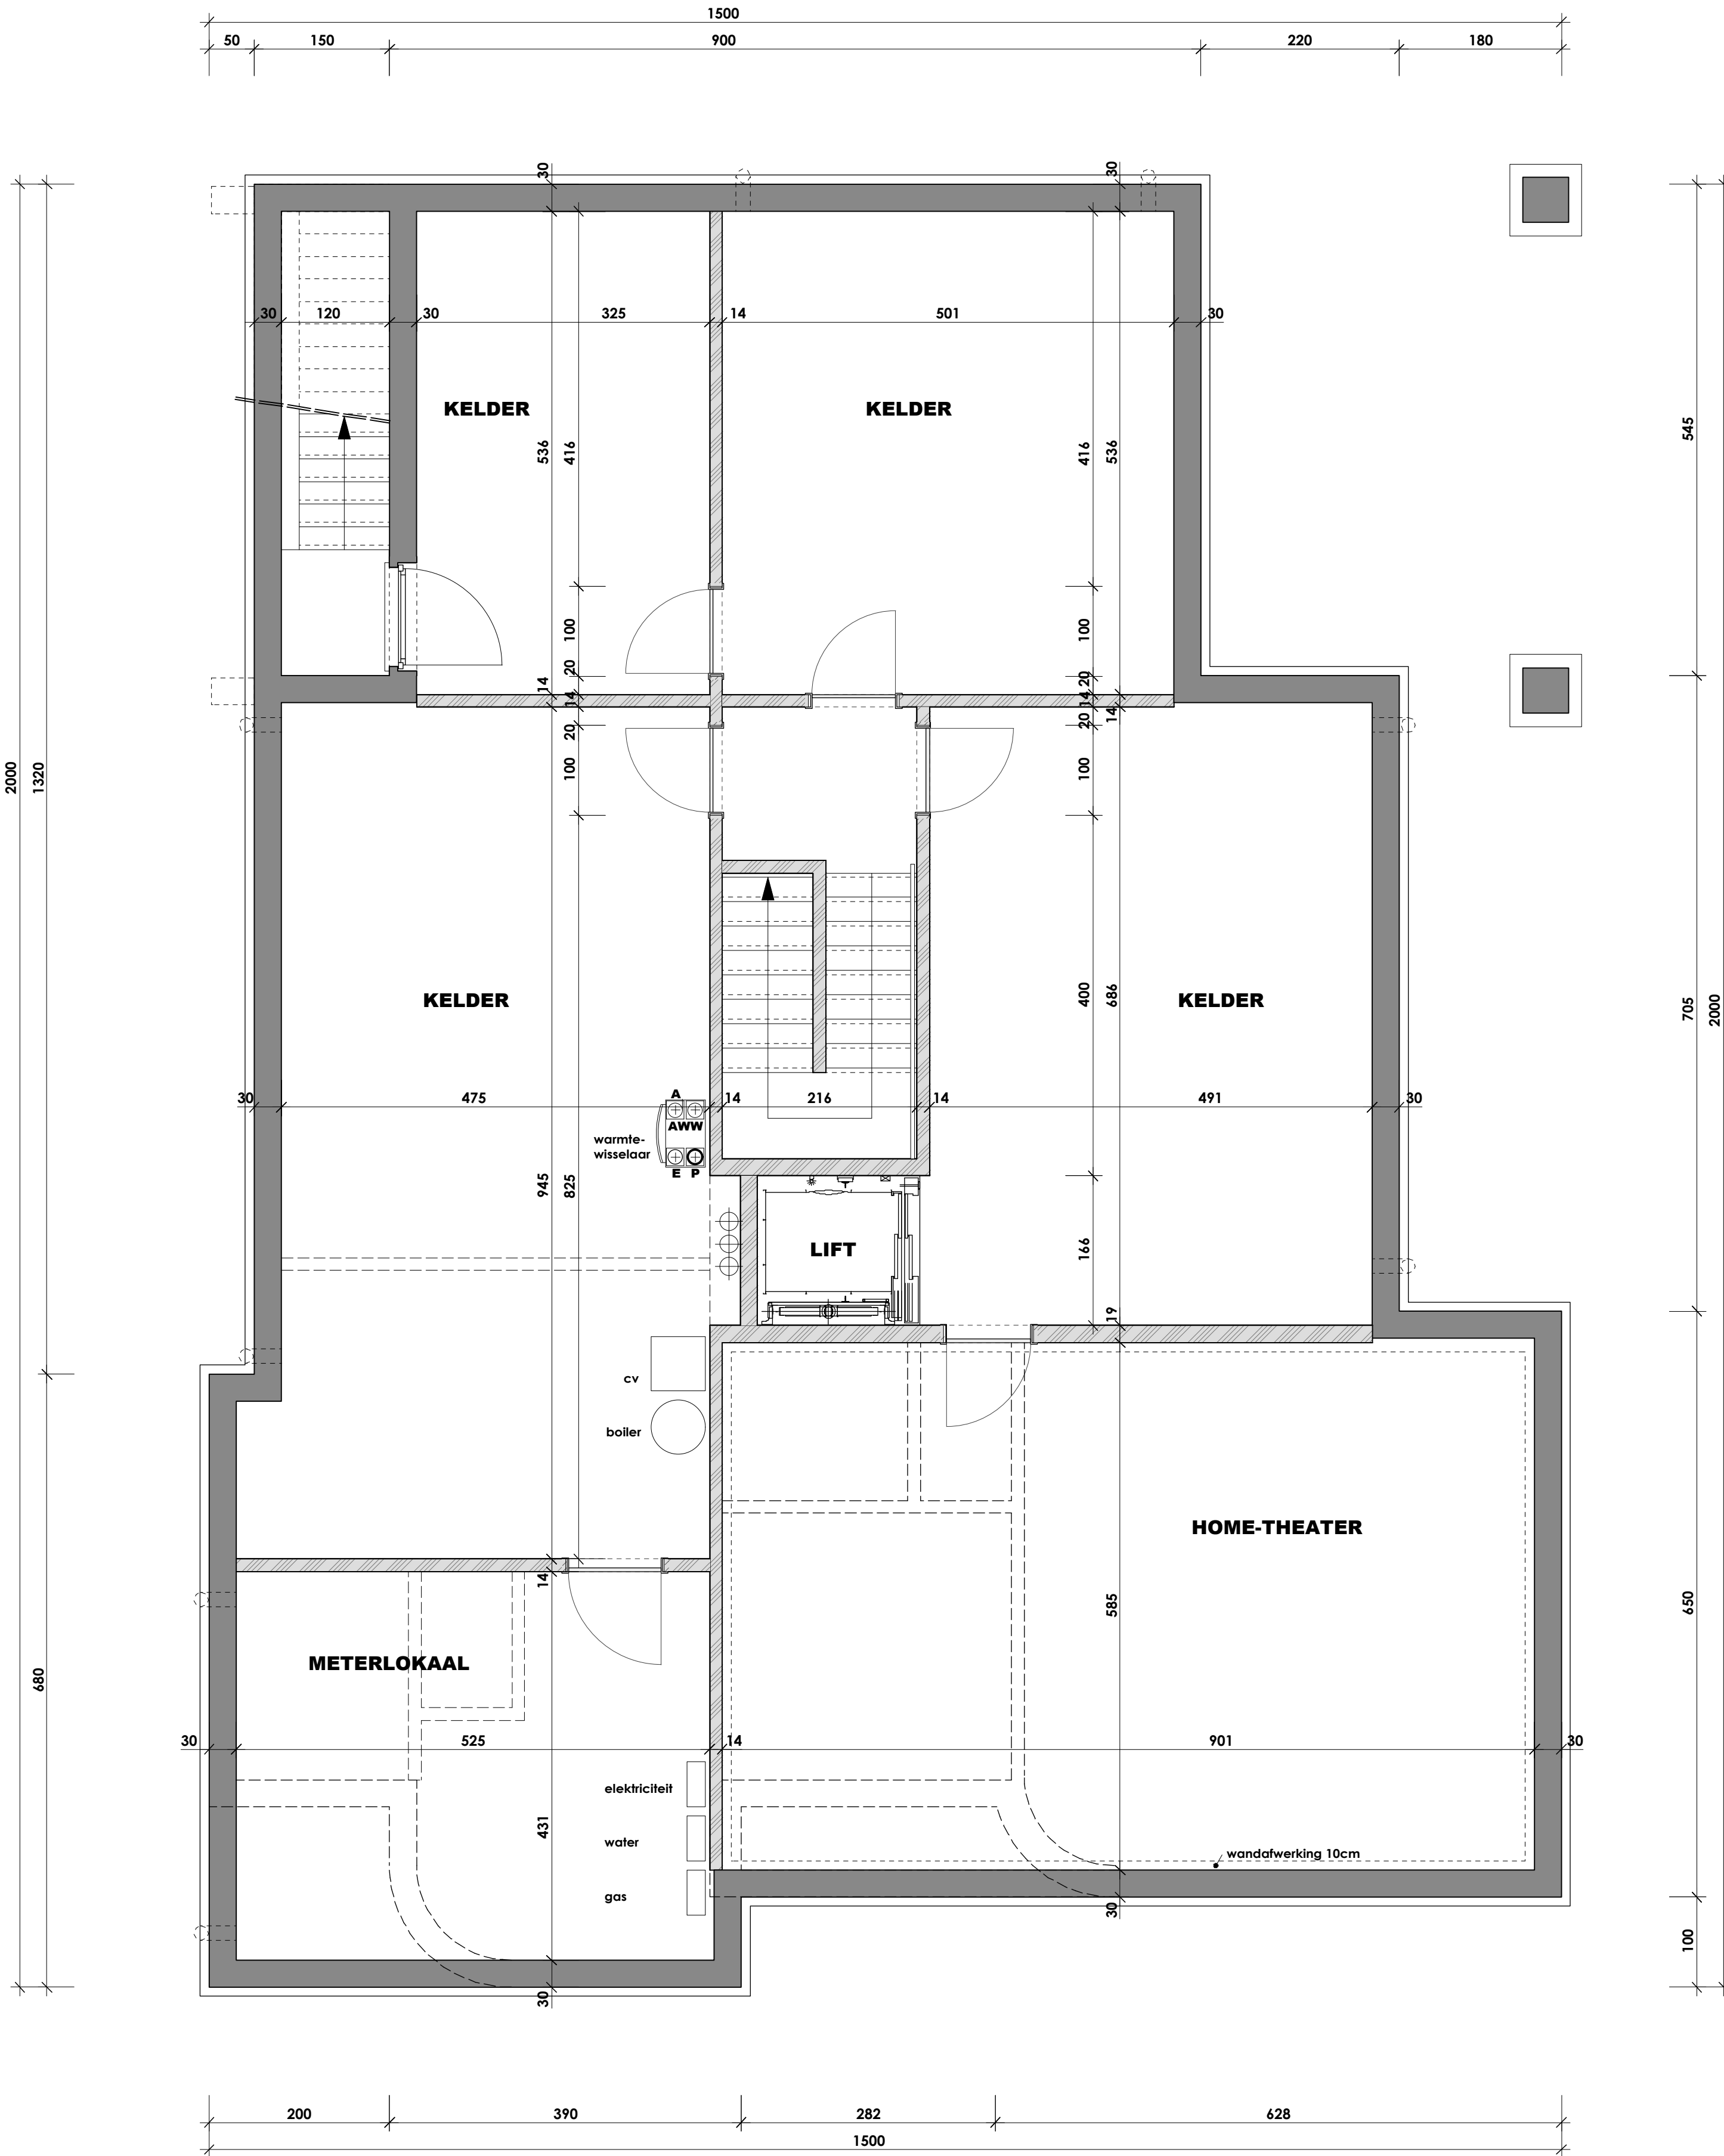 1500
50 150 900 220 180
30 30
30 120 30 325 14 501 30
KELDER KELDER
536 416 416 536
545
100 100
20 20
14 14 14 14
20 20
100 100
2000 1320
KELDER KELDER
400 686
705 2000
30 475 14 216 14 491 30
A
AWW
warmte-
wisselaar
E P
945 825
LIFT
166
19
cv
boiler
HOME-THEATER
14
585
650
METERLOKAAL
680
30 525 14 901 30
elektriciteit
431
water
wandafwerking 10cm
gas
30
100
30
200 390 282 628
1500